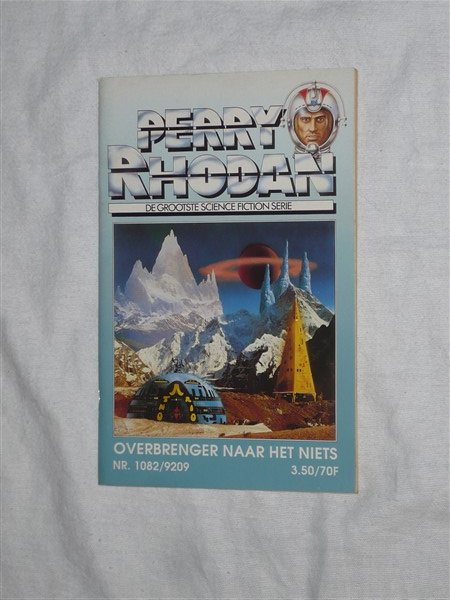 PERRY
RHODAN
DE GROOTSTE SCIENCE FICTION SERIE
OVERBRENGER NAAR HET NIETS
NR. 1082/9209
3.50/70F